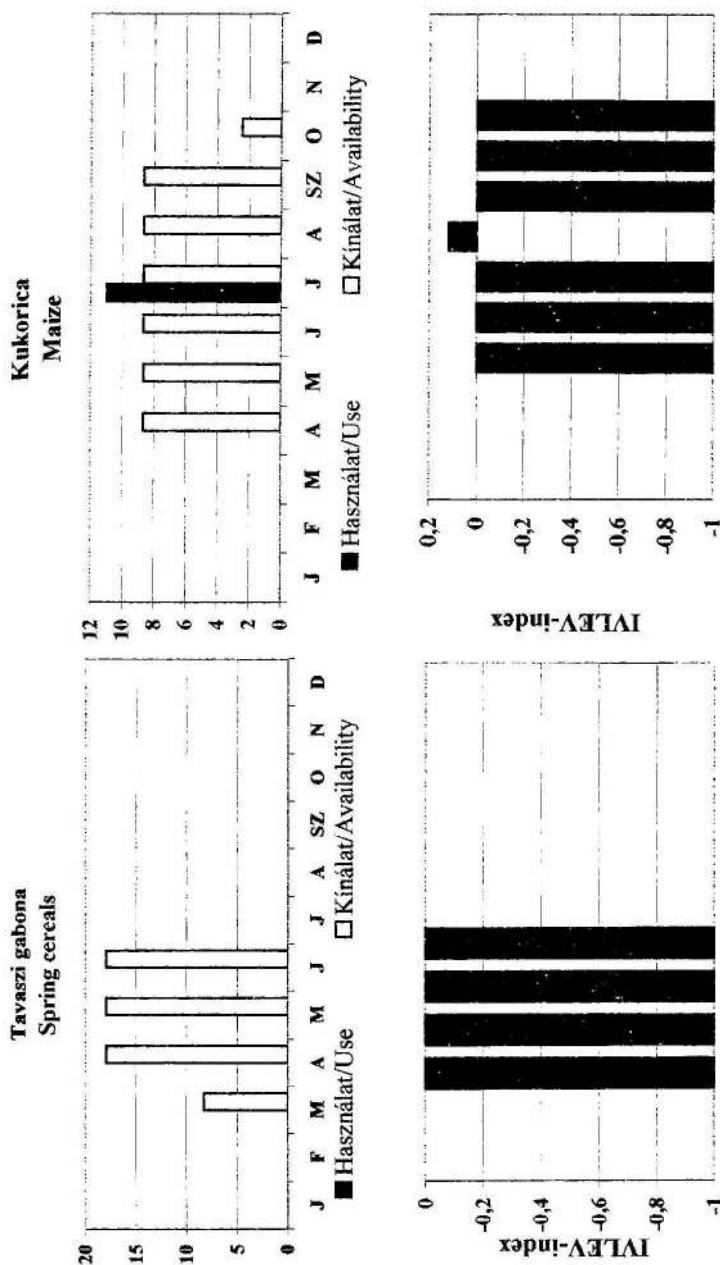 Tavaszi gabona
Spring cereals
20
15
10
5
0
J F M A M J J A SZ O N D
■ Használat/Use □ Kínálat/Availability
IVLEV-index
0
-0,2
-0,4
-0,6
-0,8
-1
Kukorica
Maize
12
10
8
6
4
2
0
J F M A M J J A SZ O N D
■ Használat/Use □ Kínálat/Availability
IVLEV-index
0,2
0
-0,2
-0,4
-0,6
-0,8
-1